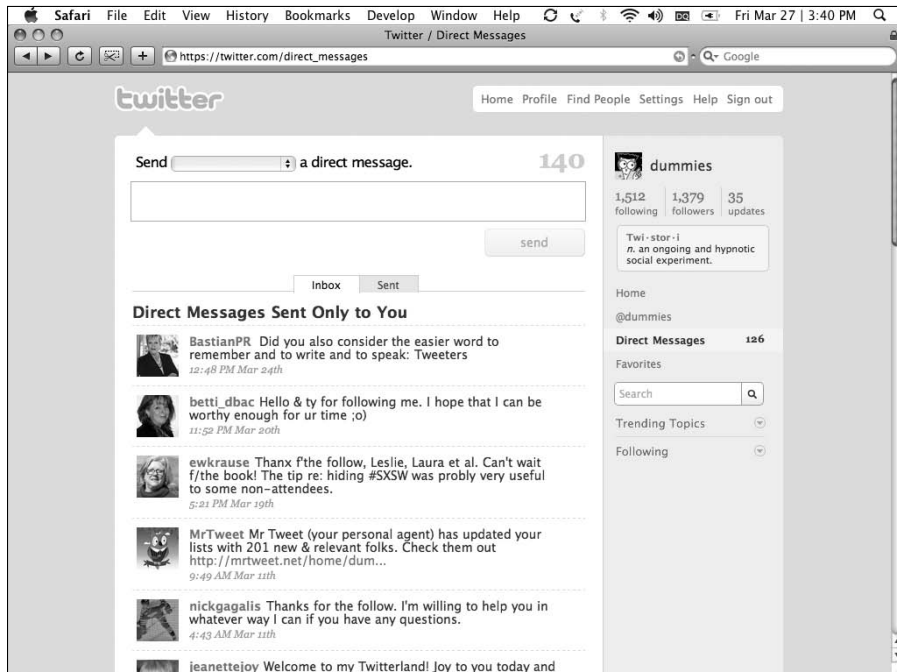 Safari File Edit View History Bookmarks Develop Window Help Fri Mar 27 | 3:40 PM
Twitter / Direct Messages
https://twitter.com/direct_messages
Google
twitter
Home Profile Find People Settings Help Sign out
Send a direct message. 140
send
Inbox Sent
Direct Messages Sent Only to You
BastianPR Did you also consider the easier word to
remember and to write and to speak: Tweeters
12:48 PM Mar 24th
betti_dbac Hello & ty for following me. I hope that I can be
worthy enough for ur time ;o)
11:52 PM Mar 20th
ewkrause Thanx f'the follow, Leslie, Laura et al. Can't wait
f/the book! The tip re: hiding #SXSW was probly very useful
to some non-attendees.
5:21 PM Mar 19th
MrTweet Mr Tweet (your personal agent) has updated your
lists with 201 new & relevant folks. Check them out
http://mrtweet.net/home/dum...
9:49 AM Mar 11th
nickgagalis Thanks for the follow. I'm willing to help you in
whatever way I can if you have any questions.
4:43 AM Mar 11th
jeanettejoy Welcome to my Twitterland! Joy to you today and
dummies
1,512 1,379 35
following followers updates
Twi·stor·i
n. an ongoing and hypnotic
social experiment.
Home
@dummies
Direct Messages 126
Favorites
Search
Trending Topics
Following